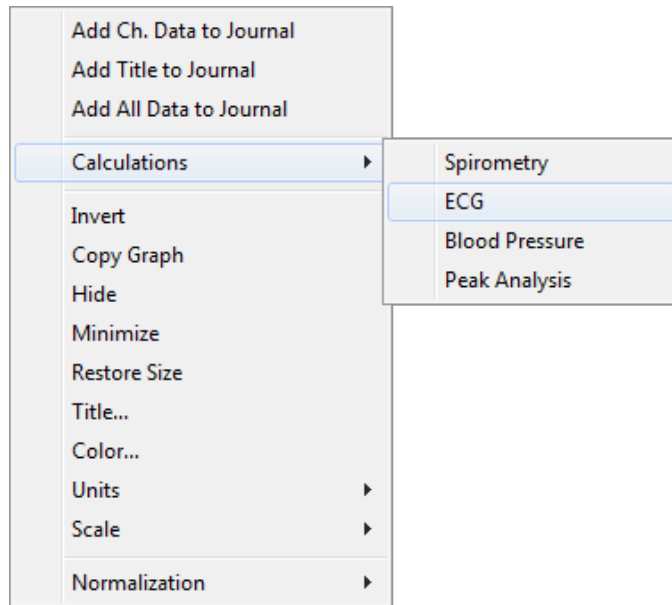 Add Ch. Data to Journal
Add Title to Journal
Add All Data to Journal
Calculations
Spirometry
ECG
Blood Pressure
Peak Analysis
Invert
Copy Graph
Hide
Minimize
Restore Size
Title...
Color...
Units
Scale
Normalization